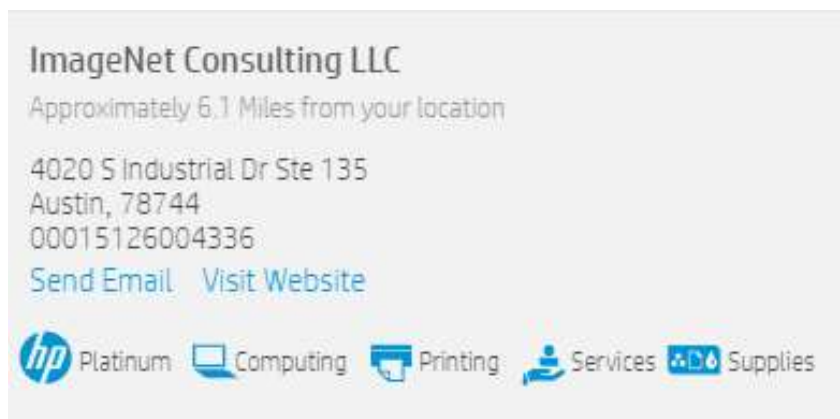 ImageNet Consulting LLC
Approximately 6.1 Miles from your location
4020 S Industrial Dr Ste 135
Austin, 78744
00015126004336
Send Email Visit Website
hp Platinum Computing Printing Services Supplies